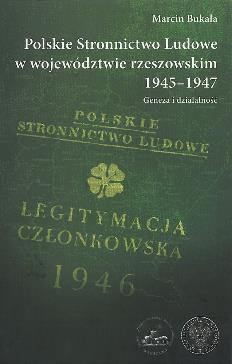 Marcin Bukała
Polskie Stronnictwo Ludowe
w województwie rzeszowskim
1945–1947
Geneza i działalność
POLSKIE
STRONNICTWO LUDOWE
LEGITYMACJA
CZŁONKOWSKA
1946